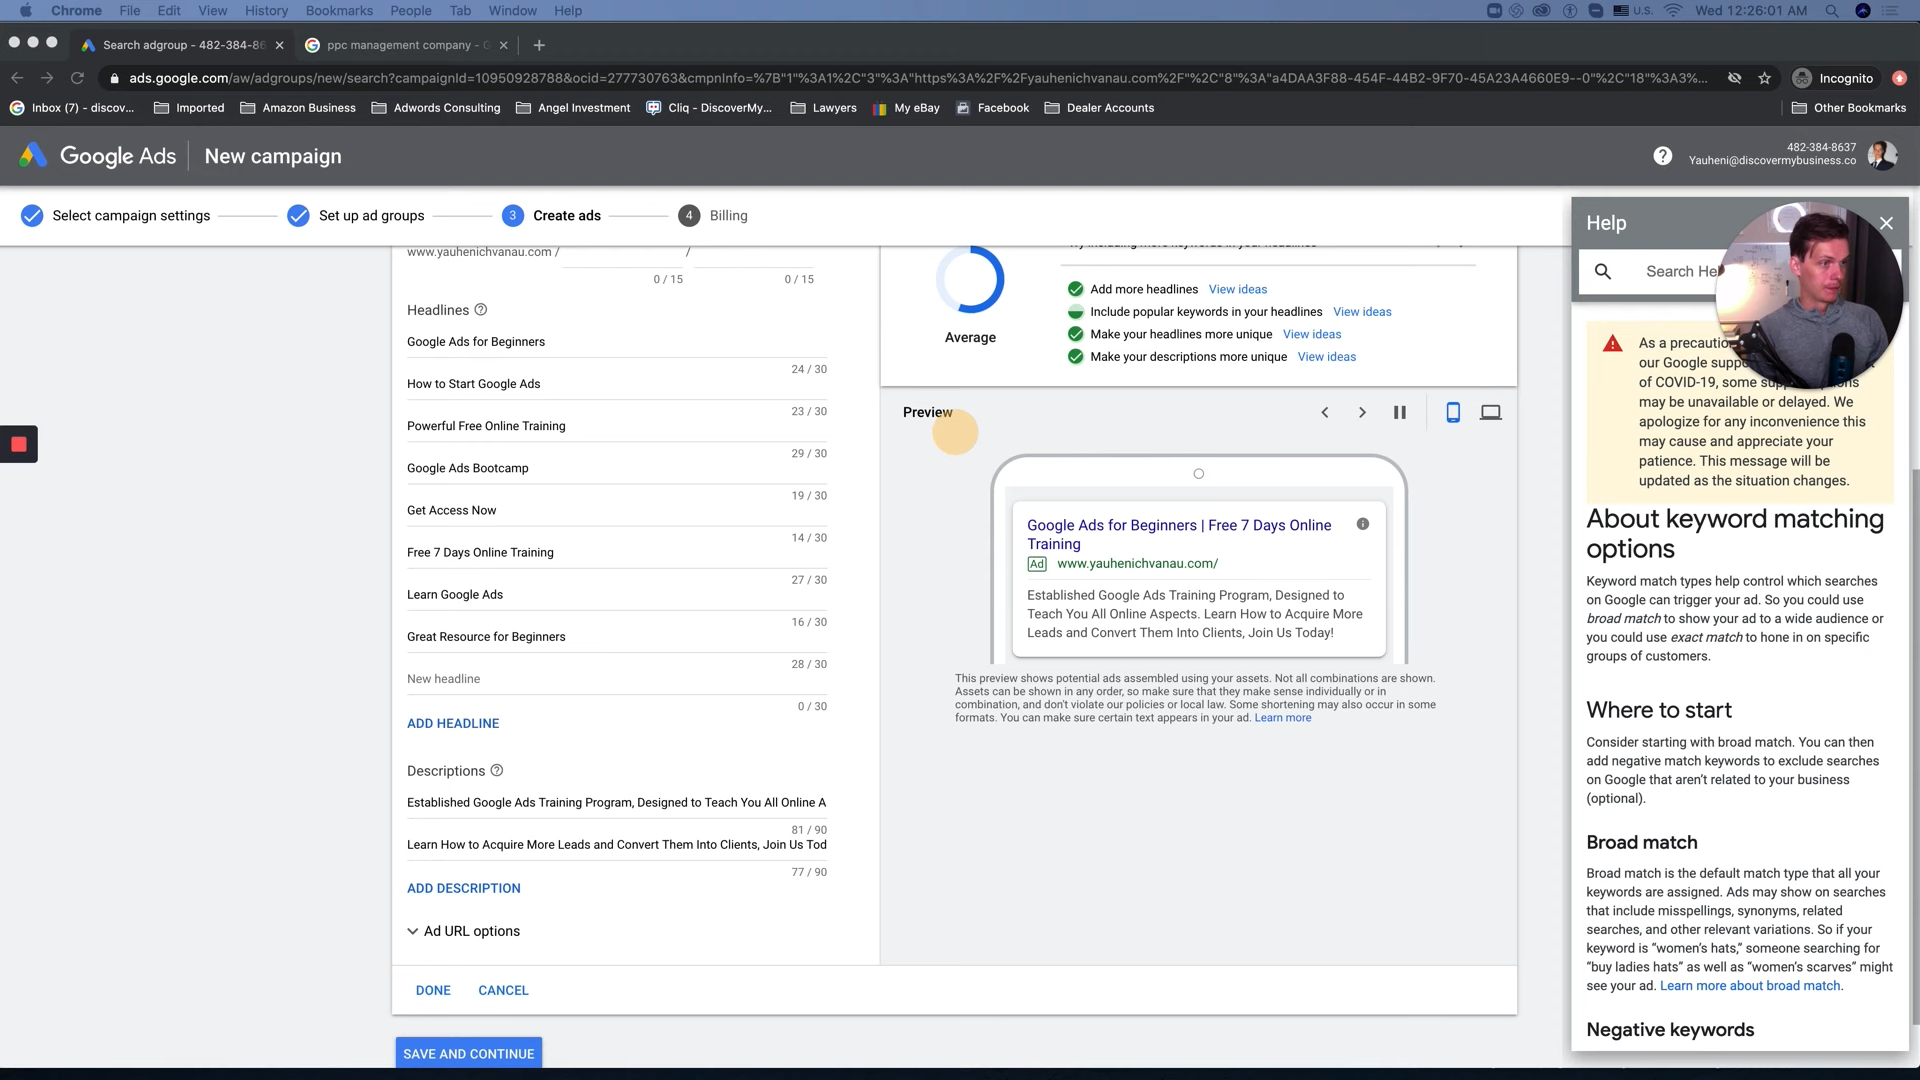 Chrome File Edit View History Bookmarks People Tab Window Help U.S. Wed 12:26:01 AM
Search adgroup - 482-384-86
ppc management company - G
ads.google.com/aw/adgroups/new/search?campaignId=10950928788&ocid=277730763&cmpnInfo=%7B"1"%3A1%2C"3"%3A"https%3A%2F%2Fyauhenichvanau.com%2F"%2C"8"%3A"a4DAA3F88-454F-44B2-9F70-45A23A4660E9--0"%2C"18"%3A3%...
Incognito
Inbox (7) - discov... Imported Amazon Business Adwords Consulting Angel Investment Cliq - DiscoverMy... Lawyers My eBay Facebook Dealer Accounts Other Bookmarks
Google Ads New campaign
482-384-8637
Yauheni@discovermybusiness.co
Select campaign settings
Set up ad groups
3 Create ads
4 Billing
www.yauhenichvanau.com / /
0 / 15 0 / 15
Headlines
Google Ads for Beginners
24 / 30
How to Start Google Ads
23 / 30
Powerful Free Online Training
29 / 30
Google Ads Bootcamp
19 / 30
Get Access Now
14 / 30
Free 7 Days Online Training
27 / 30
Learn Google Ads
16 / 30
Great Resource for Beginners
28 / 30
New headline
0 / 30
ADD HEADLINE
Descriptions
Established Google Ads Training Program, Designed to Teach You All Online A
81 / 90
Learn How to Acquire More Leads and Convert Them Into Clients, Join Us Tod
77 / 90
ADD DESCRIPTION
Ad URL options
DONE CANCEL
SAVE AND CONTINUE
Average
Add more headlines View ideas
Include popular keywords in your headlines View ideas
Make your headlines more unique View ideas
Make your descriptions more unique View ideas
Preview
Google Ads for Beginners | Free 7 Days Online
Training
Ad www.yauhenichvanau.com/
Established Google Ads Training Program, Designed to
Teach You All Online Aspects. Learn How to Acquire More
Leads and Convert Them Into Clients, Join Us Today!
This preview shows potential ads assembled using your assets. Not all combinations are shown.
Assets can be shown in any order, so make sure that they make sense individually or in
combination, and don't violate our policies or local law. Some shortening may also occur in some
formats. You can make sure certain text appears in your ad. Learn more
Help
Search He
As a precautio
our Google suppo
of COVID-19, some
may be unavailable or delayed. We
apologize for any inconvenience this
may cause and appreciate your
patience. This message will be
updated as the situation changes.
About keyword matching
options
Keyword match types help control which searches
on Google can trigger your ad. So you could use
broad match to show your ad to a wide audience or
you could use exact match to hone in on specific
groups of customers.
Where to start
Consider starting with broad match. You can then
add negative match keywords to exclude searches
on Google that aren't related to your business
(optional).
Broad match
Broad match is the default match type that all your
keywords are assigned. Ads may show on searches
that include misspellings, synonyms, related
searches, and other relevant variations. So if your
keyword is “women's hats,” someone searching for
“buy ladies hats” as well as “women's scarves” might
see your ad. Learn more about broad match.
Negative keywords